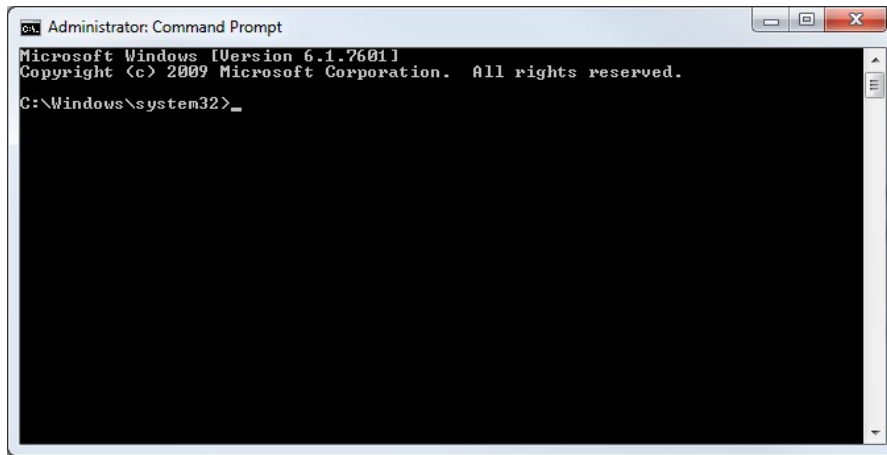 Administrator: Command Prompt
Microsoft Windows [Version 6.1.7601]
Copyright (c) 2009 Microsoft Corporation.  All rights reserved.
C:\Windows\system32>_